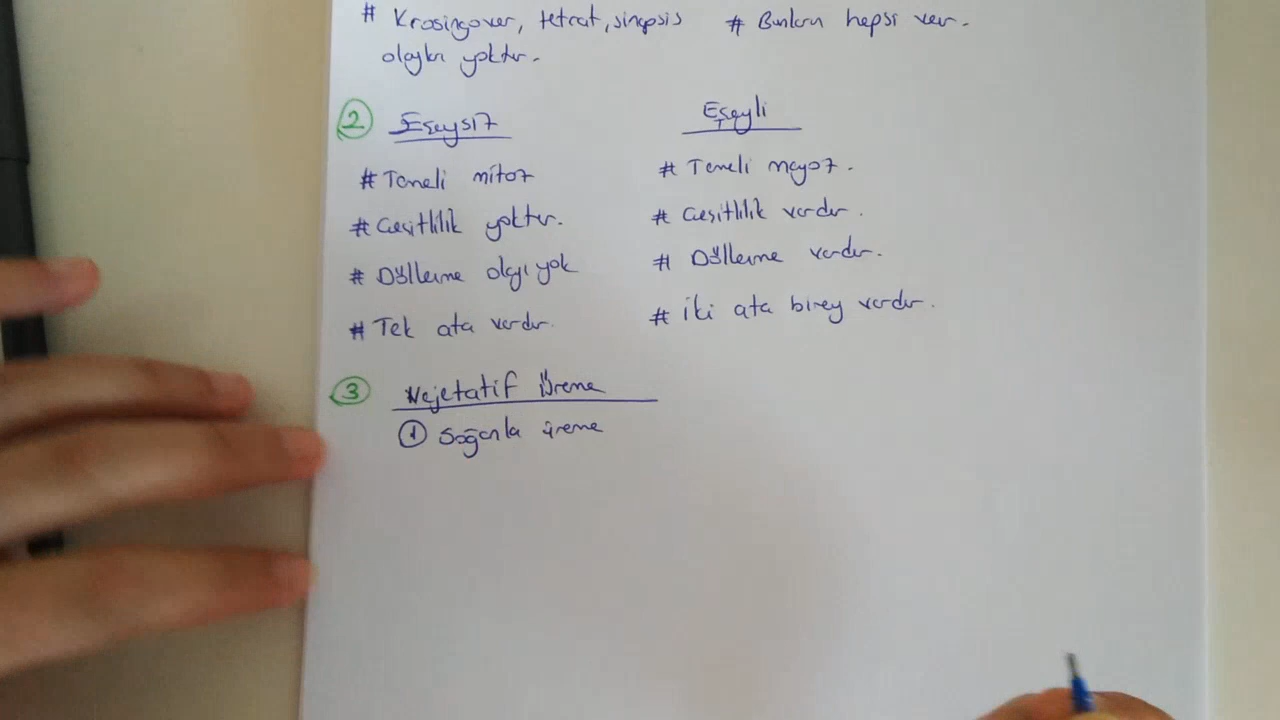 # Krosingover, tetrat, sinapsis
olayları yoktur.
# Bunların hepsi var.
2 Eşeysiz
# Temeli mitoz
# Çeşitlilik yoktur.
# Döllenme olayı yok
# Tek ata vardır.
Eşeyli
# Temeli mayoz.
# Çeşitlilik vardır.
# Döllenme vardır.
# İki ata birey vardır.
3 Vejetatif Üreme
1 Soğanla üreme